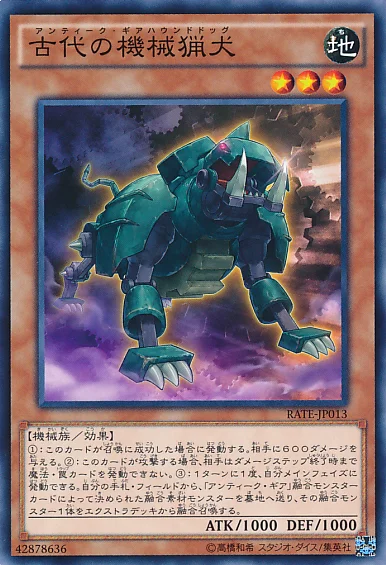 アンティーク・ギアハウンドドッグ
古代の機械猟犬
地
RATE-JP013
【機械族/効果】
①:このカードが召喚に成功した場合に発動する。相手に600ダメージを
与える。②:このカードが攻撃する場合、相手はダメージステップ終了時まで
魔法・罠カードを発動できない。③:1ターンに1度、自分メインフェイズに
発動できる。自分の手札・フィールドから、「アンティーク・ギア」融合モンスター
カードによって決められた融合素材モンスターを墓地へ送り、その融合モン
スター1体をエクストラデッキから融合召喚する。
ATK/1000 DEF/1000
42878636
©高橋和希 スタジオ・ダイス/集英社